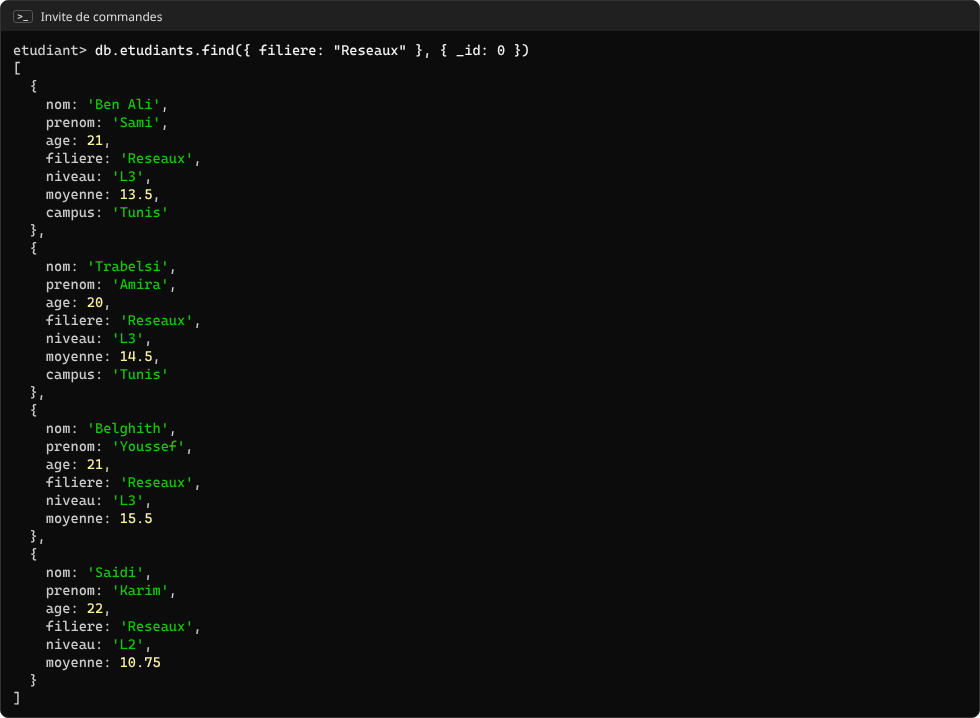 >_ Invite de commandes
etudiant> db.etudiants.find({ filiere: "Reseaux" }, { _id: 0 })
[
  {
    nom: 'Ben Ali',
    prenom: 'Sami',
    age: 21,
    filiere: 'Reseaux',
    niveau: 'L3',
    moyenne: 13.5,
    campus: 'Tunis'
  },
  {
    nom: 'Trabelsi',
    prenom: 'Amira',
    age: 20,
    filiere: 'Reseaux',
    niveau: 'L3',
    moyenne: 14.5,
    campus: 'Tunis'
  },
  {
    nom: 'Belghith',
    prenom: 'Youssef',
    age: 21,
    filiere: 'Reseaux',
    niveau: 'L3',
    moyenne: 15.5
  },
  {
    nom: 'Saidi',
    prenom: 'Karim',
    age: 22,
    filiere: 'Reseaux',
    niveau: 'L2',
    moyenne: 10.75
  }
]